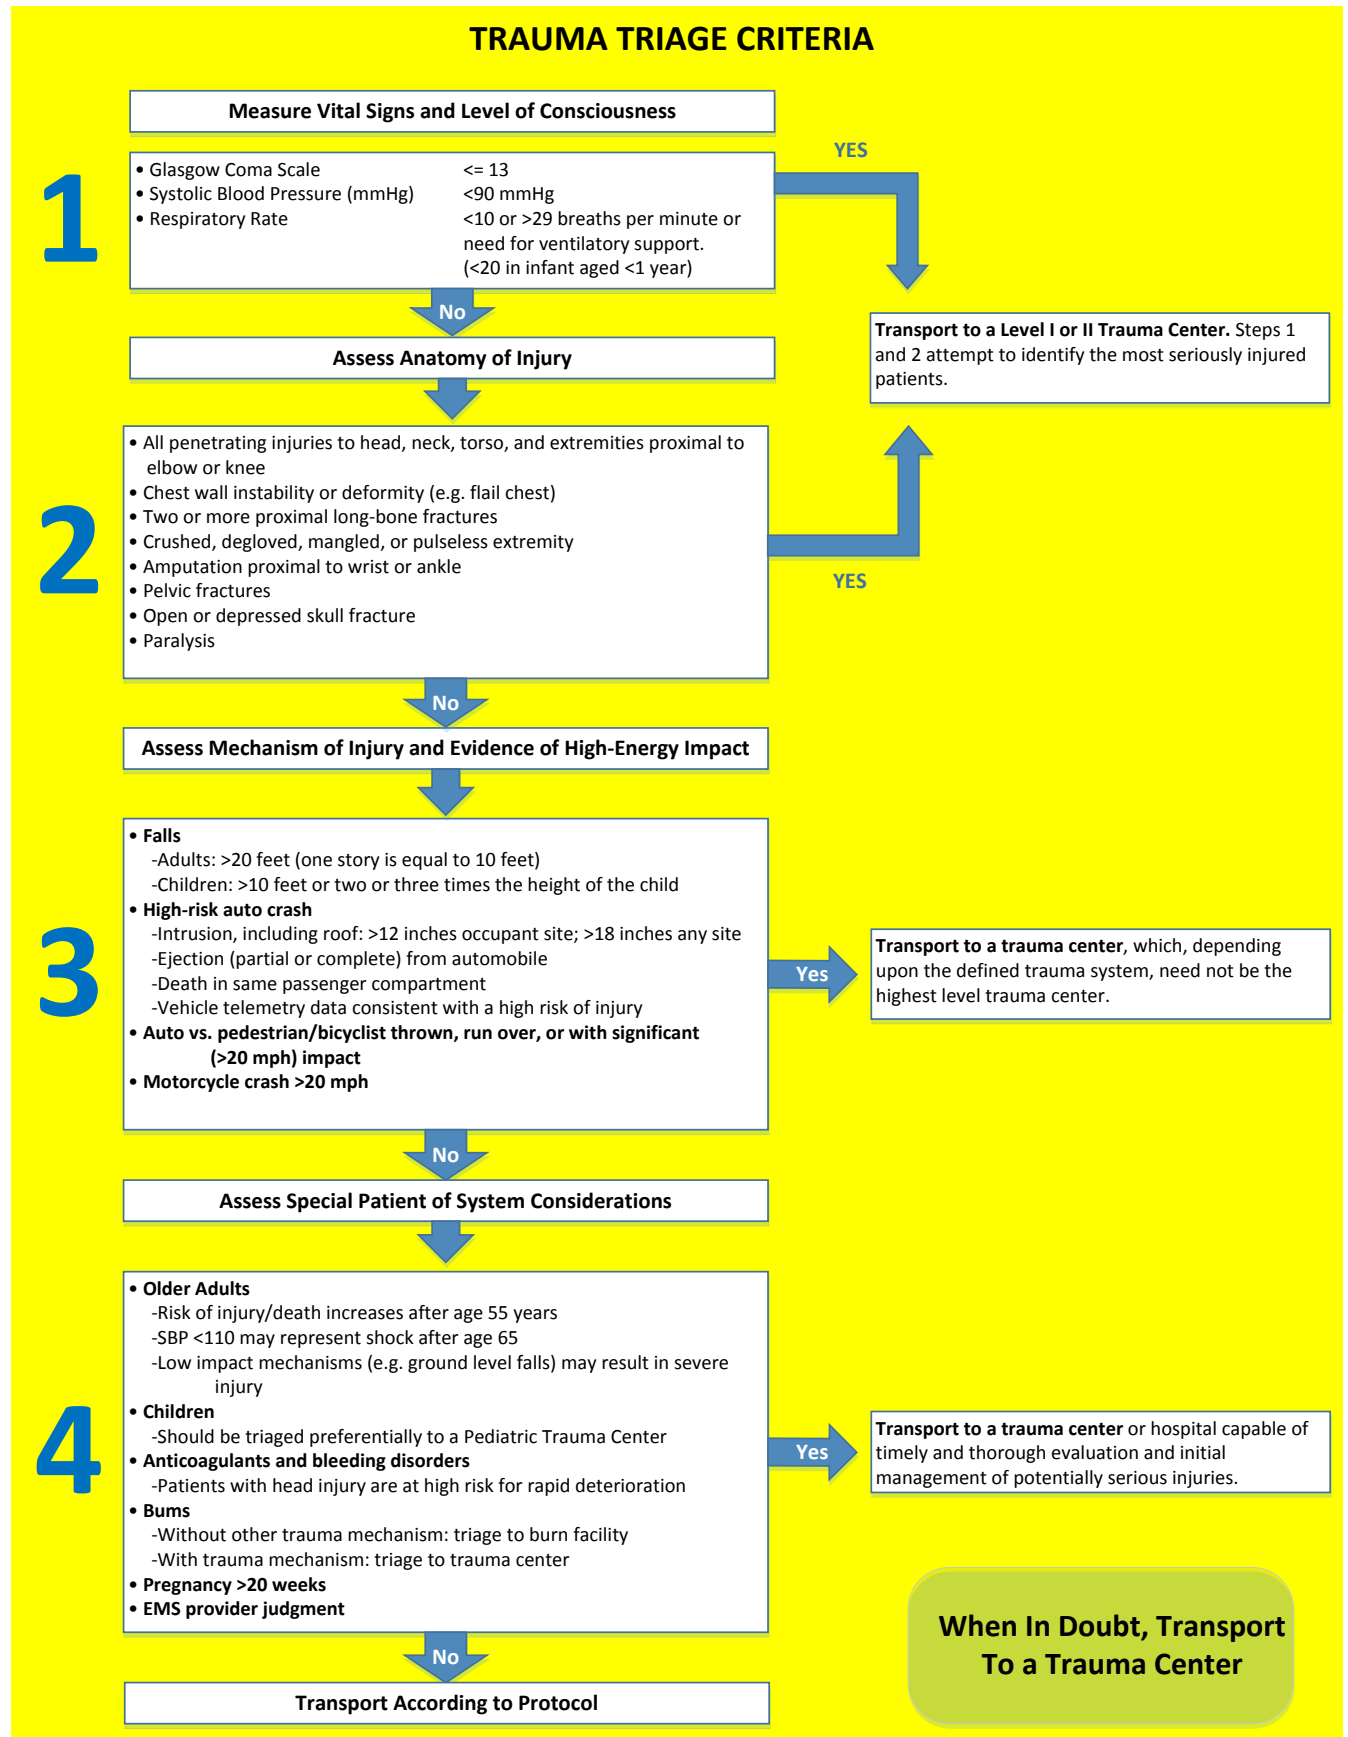 TRAUMA TRIAGE CRITERIA
Measure Vital Signs and Level of Consciousness
1
• Glasgow Coma Scale <= 13
• Systolic Blood Pressure (mmHg) <90 mmHg
• Respiratory Rate <10 or >29 breaths per minute or
need for ventilatory support.
(<20 in infant aged <1 year)
YES
No
Transport to a Level I or II Trauma Center. Steps 1
and 2 attempt to identify the most seriously injured
patients.
Assess Anatomy of Injury
2
• All penetrating injuries to head, neck, torso, and extremities proximal to
elbow or knee
• Chest wall instability or deformity (e.g. flail chest)
• Two or more proximal long-bone fractures
• Crushed, degloved, mangled, or pulseless extremity
• Amputation proximal to wrist or ankle
• Pelvic fractures
• Open or depressed skull fracture
• Paralysis
YES
No
Assess Mechanism of Injury and Evidence of High-Energy Impact
3
• Falls
-Adults: >20 feet (one story is equal to 10 feet)
-Children: >10 feet or two or three times the height of the child
• High-risk auto crash
-Intrusion, including roof: >12 inches occupant site; >18 inches any site
-Ejection (partial or complete) from automobile
-Death in same passenger compartment
-Vehicle telemetry data consistent with a high risk of injury
• Auto vs. pedestrian/bicyclist thrown, run over, or with significant
(>20 mph) impact
• Motorcycle crash >20 mph
Yes
Transport to a trauma center, which, depending
upon the defined trauma system, need not be the
highest level trauma center.
No
Assess Special Patient of System Considerations
4
• Older Adults
-Risk of injury/death increases after age 55 years
-SBP <110 may represent shock after age 65
-Low impact mechanisms (e.g. ground level falls) may result in severe
injury
• Children
-Should be triaged preferentially to a Pediatric Trauma Center
• Anticoagulants and bleeding disorders
-Patients with head injury are at high risk for rapid deterioration
• Bums
-Without other trauma mechanism: triage to burn facility
-With trauma mechanism: triage to trauma center
• Pregnancy >20 weeks
• EMS provider judgment
Yes
Transport to a trauma center or hospital capable of
timely and thorough evaluation and initial
management of potentially serious injuries.
No
Transport According to Protocol
When In Doubt, Transport
To a Trauma Center